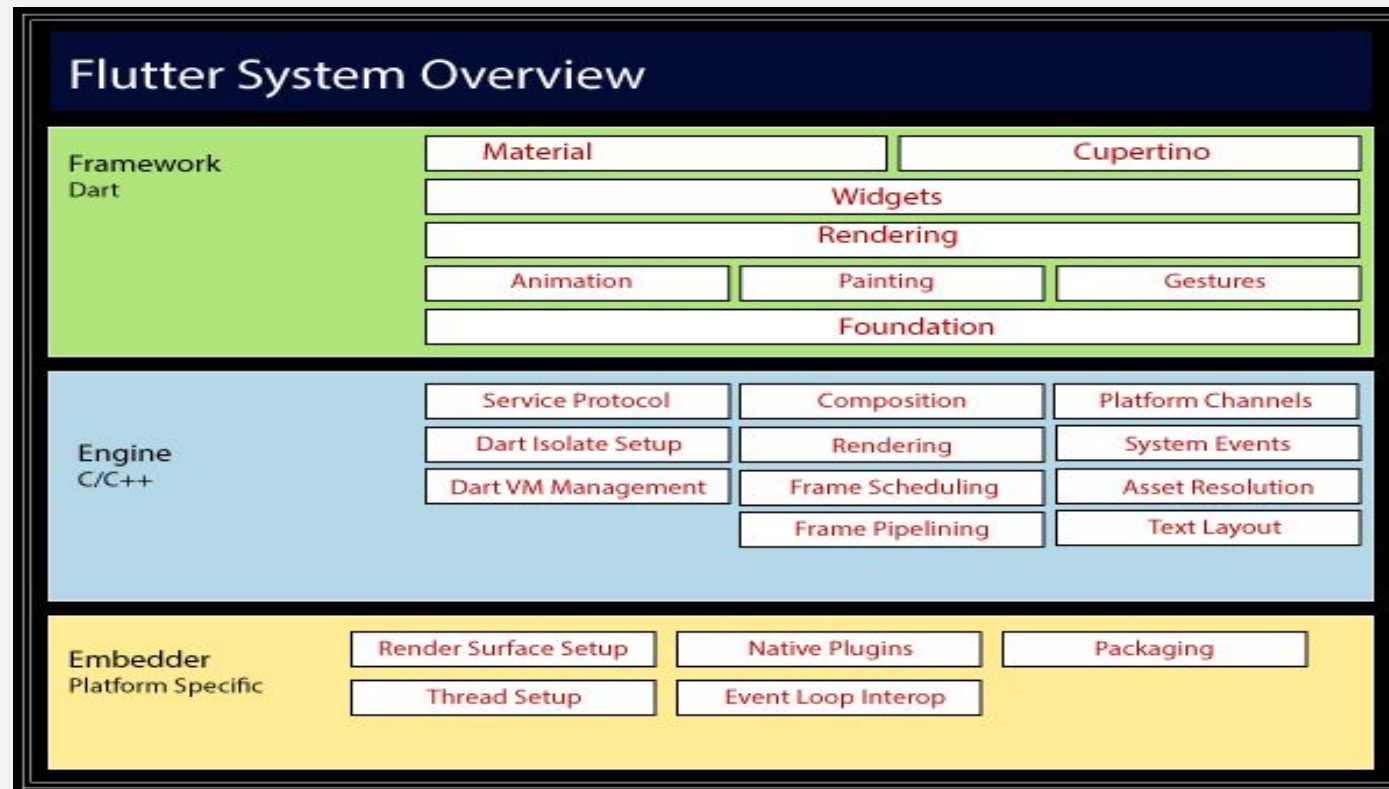 Flutter System Overview
Framework
Dart
Material Cupertino
Widgets
Rendering
Animation Painting Gestures
Foundation
Engine
C/C++
Service Protocol Composition Platform Channels
Dart Isolate Setup Rendering System Events
Dart VM Management Frame Scheduling Asset Resolution
Frame Pipelining Text Layout
Embedder
Platform Specific
Render Surface Setup Native Plugins Packaging
Thread Setup Event Loop Interop